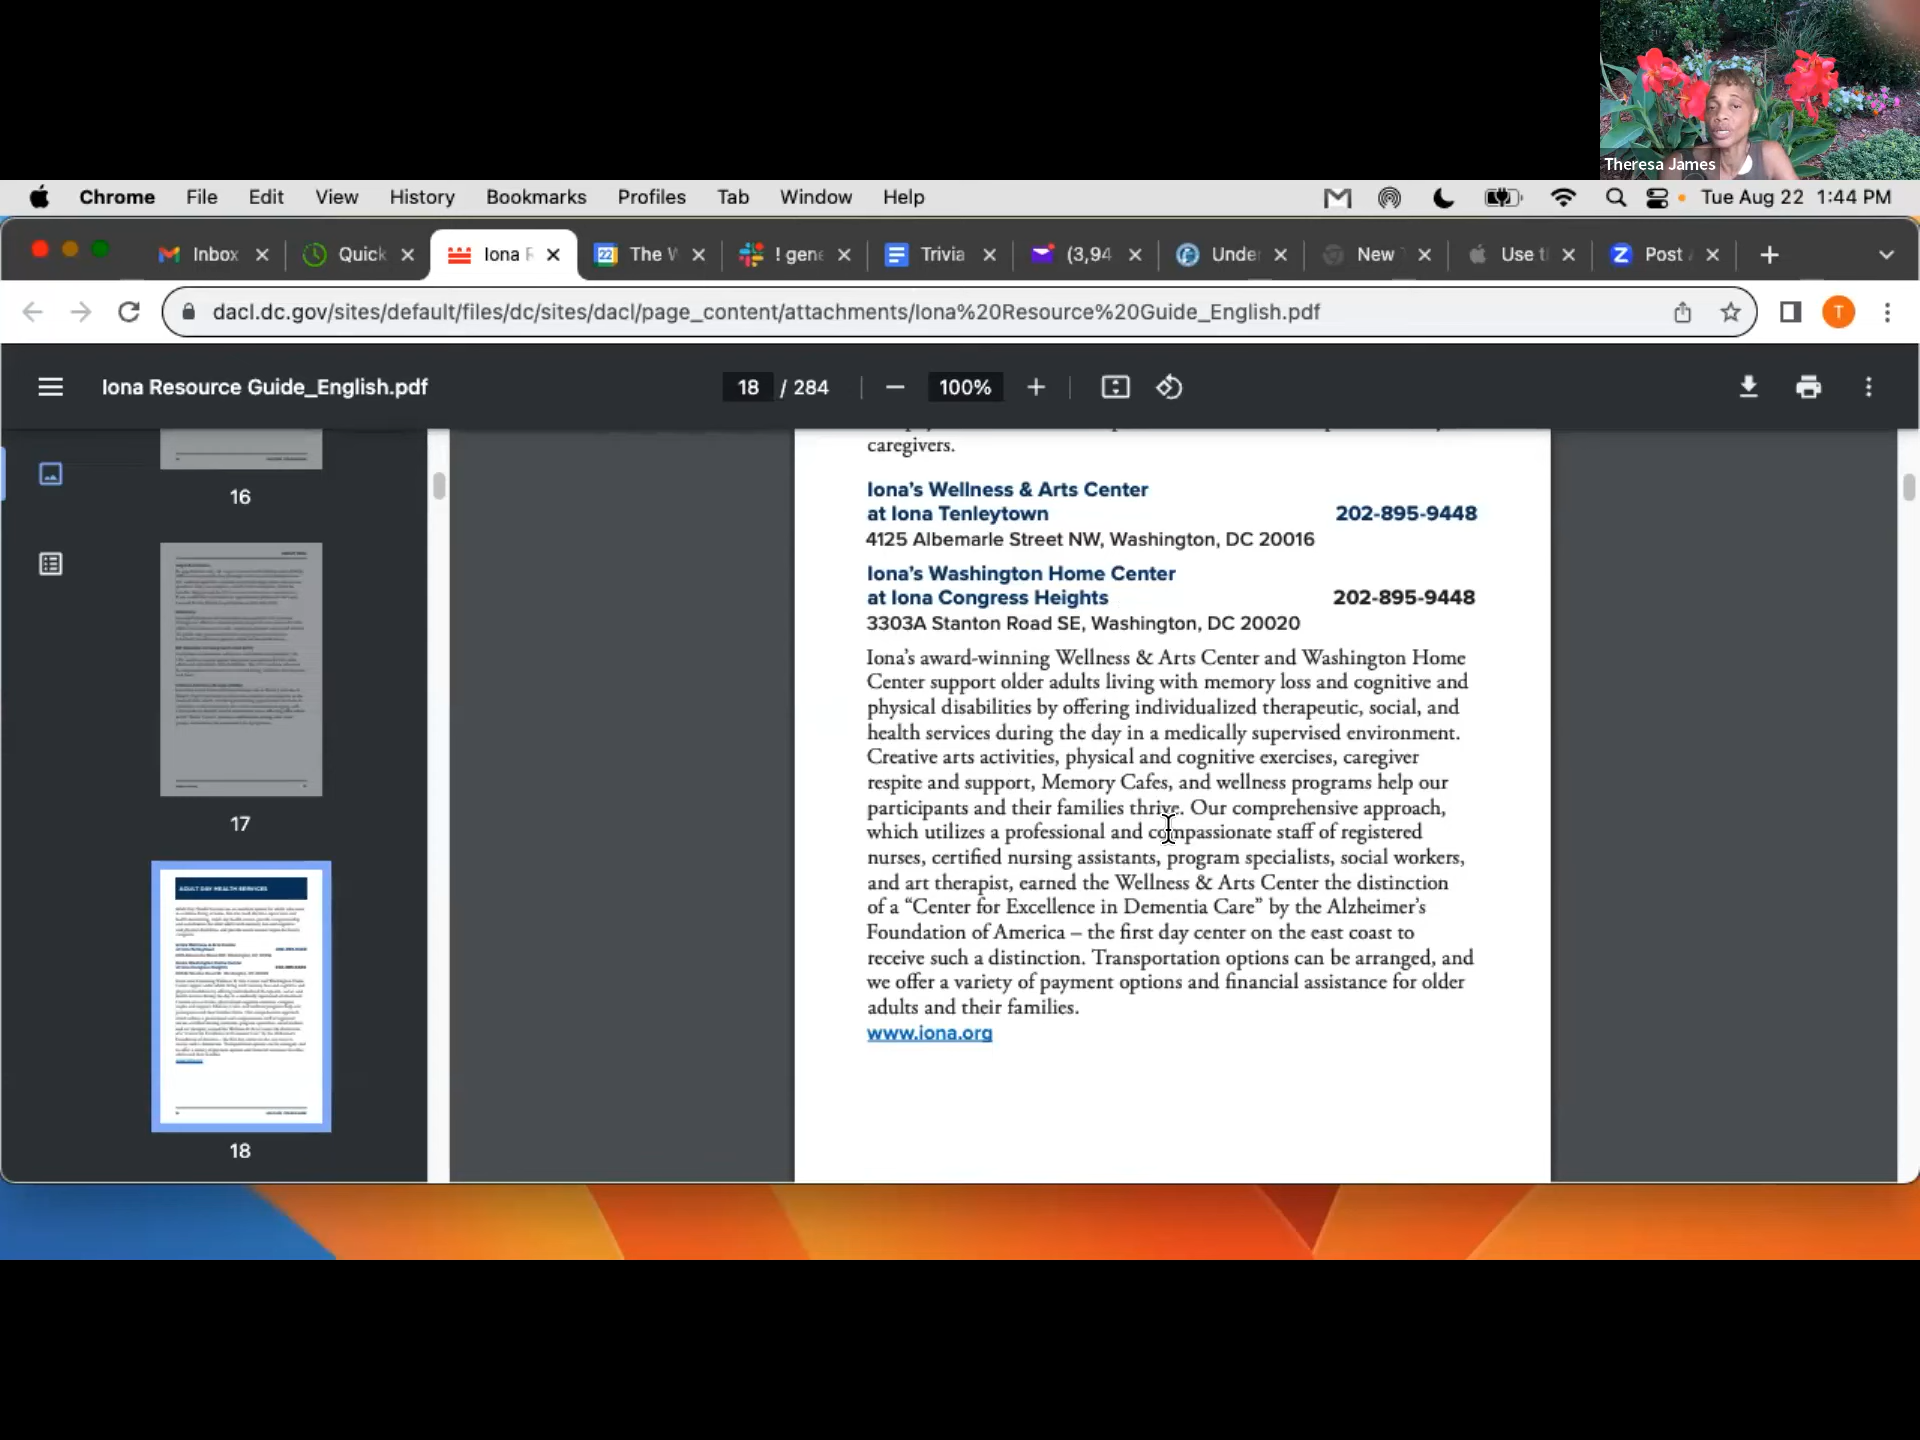 Theresa James
Chrome File Edit View History Bookmarks Profiles Tab Window Help Tue Aug 22 1:44 PM
Inbox Quick Iona R 22 The W ! gene Trivia (3,94 Unde New Use t Post
dacl.dc.gov/sites/default/files/dc/sites/dacl/page_content/attachments/Iona%20Resource%20Guide_English.pdf T
Iona Resource Guide_English.pdf 18 / 284 100%
caregivers.
16
Iona's Wellness & Arts Center
at Iona Tenleytown 202-895-9448
4125 Albemarle Street NW, Washington, DC 20016
Iona's Washington Home Center
at Iona Congress Heights 202-895-9448
3303A Stanton Road SE, Washington, DC 20020
Iona's award-winning Wellness & Arts Center and Washington Home
Center support older adults living with memory loss and cognitive and
physical disabilities by offering individualized therapeutic, social, and
health services during the day in a medically supervised environment.
Creative arts activities, physical and cognitive exercises, caregiver
respite and support, Memory Cafes, and wellness programs help our
participants and their families thrive. Our comprehensive approach,
which utilizes a professional and compassionate staff of registered
nurses, certified nursing assistants, program specialists, social workers,
and art therapist, earned the Wellness & Arts Center the distinction
of a “Center for Excellence in Dementia Care” by the Alzheimer's
Foundation of America – the first day center on the east coast to
receive such a distinction. Transportation options can be arranged, and
we offer a variety of payment options and financial assistance for older
adults and their families.
www.iona.org
17
ADULT DAY HEALTH SERVICES
18